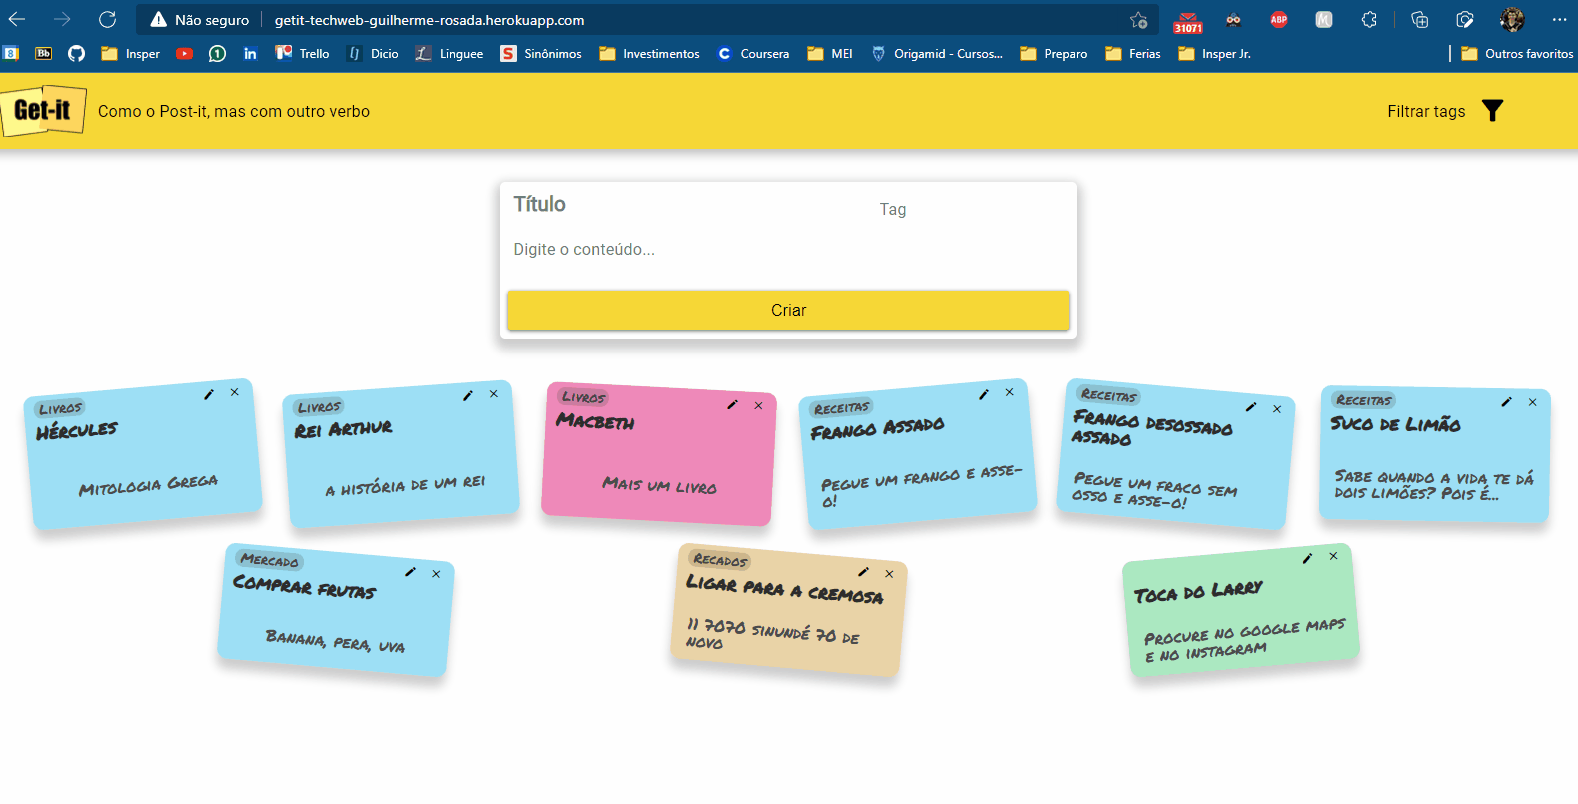 Não seguro
getit-techweb-guilherme-rosada.herokuapp.com
31071
ABP
M
8
Bb
Insper
1
in
Trello
Dicio
Linguee
S
Sinônimos
Investimentos
C
Coursera
MEI
Origamid - Cursos...
Preparo
Ferias
Insper Jr.
Outros favoritos
Get-it
Como o Post-it, mas com outro verbo
Filtrar tags
Título
Tag
Digite o conteúdo...
Criar
Livros
Hércules
Mitologia Grega
Livros
Rei Arthur
a história de um rei
Livros
Macbeth
Mais um livro
Receitas
Frango Assado
Pegue um frango e asse-
o!
Receitas
Frango desossado
assado
Pegue um fraco sem
osso e asse-o!
Receitas
Suco de Limão
Sabe quando a vida te dá
dois limões? Pois é...
Mercado
Comprar frutas
Banana, pera, uva
Recados
Ligar para a cremosa
11 7070 sinundé 70 de
novo
Toca do Larry
Procure no google maps
e no instagram